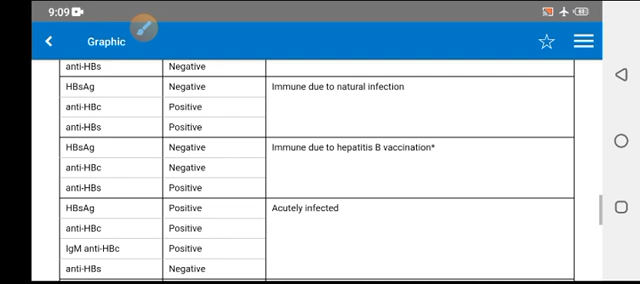 9:09
68
Graphic
anti-HBs Negative
HBsAg Negative Immune due to natural infection
anti-HBc Positive
anti-HBs Positive
HBsAg Negative Immune due to hepatitis B vaccination*
anti-HBc Negative
anti-HBs Positive
HBsAg Positive Acutely infected
anti-HBc Positive
IgM anti-HBc Positive
anti-HBs Negative